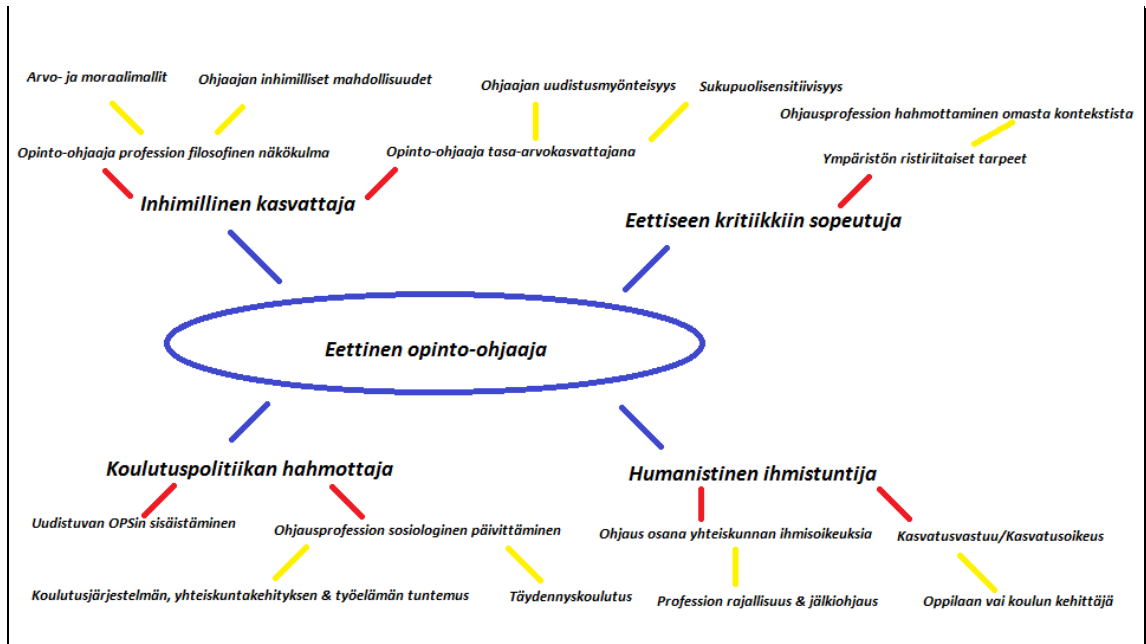 Arvo- ja moraalimallit
Ohjaajan inhimilliset mahdollisuudet
Ohjaajan uudistusmyönteisyys
Sukupuolisensitiivisyys
Ohjausprofession hahmottaminen omasta kontekstista
Opinto-ohjaaja profession filosofinen näkökulma
Opinto-ohjaaja tasa-arvokasvattajana
Ympäristön ristiriitaiset tarpeet
Inhimillinen kasvattaja
Eettiseen kritiikkiin sopeutuja
Eettinen opinto-ohjaaja
Koulutuspolitiikan hahmottaja
Humanistinen ihmistuntija
Uudistuvan OPSin sisäistäminen
Ohjausprofession sosiologinen päivittäminen
Ohjaus osana yhteiskunnan ihmisoikeuksia
Kasvatusvastuu/Kasvatusoikeus
Koulutusjärjestelmän, yhteiskuntakehityksen & työelämän tuntemus
Täydennyskoulutus
Profession rajallisuus & jälkiohjaus
Oppilaan vai koulun kehittäjä